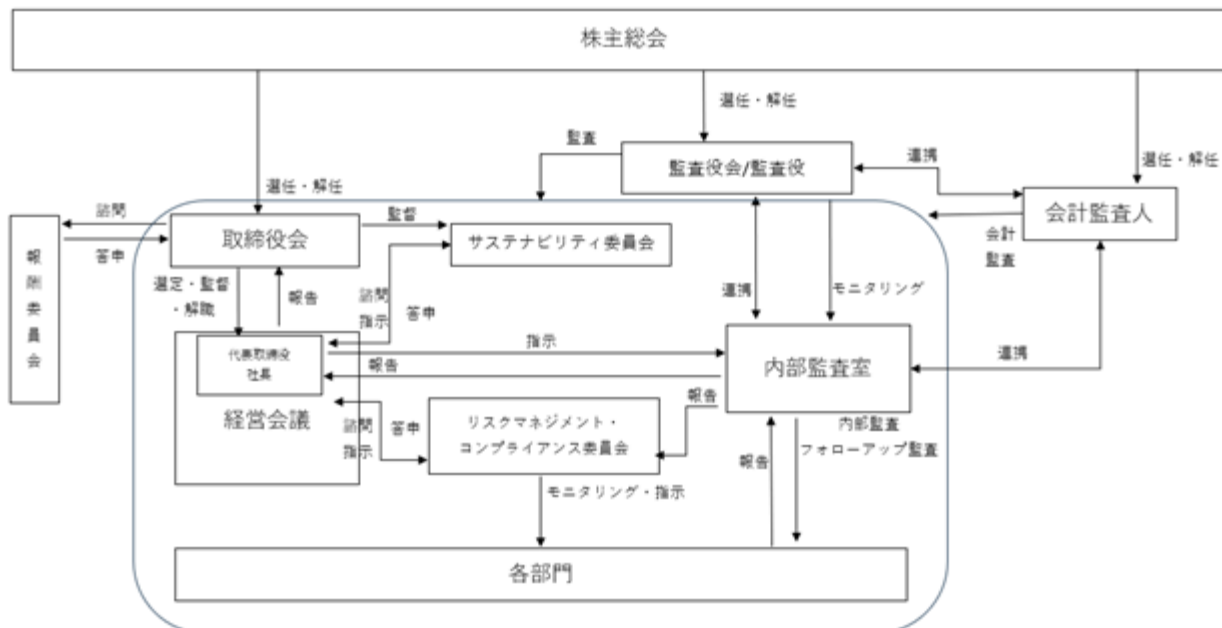 株主総会
選任・解任
監査
監査役会/監査役
連携
選任・解任
選任・解任
諮問
取締役会
監督
サステナビリティ委員会
会計監査人
答申
会計
監査
報酬委員会
選定・監督
・解職
報告
諮問
指示
答申
連携
モニタリング
代表取締役
社長
指示
報告
内部監査室
連携
経営会議
諮問
指示
答申
リスクマネジメント・
コンプライアンス委員会
報告
内部監査
フォローアップ監査
報告
モニタリング・指示
各部門